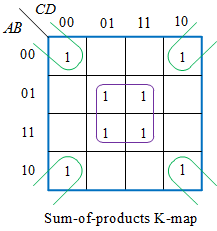 CD
AB
00 01 11 10
00 1 1
01 1 1
11 1 1
10 1 1
Sum-of-products K-map